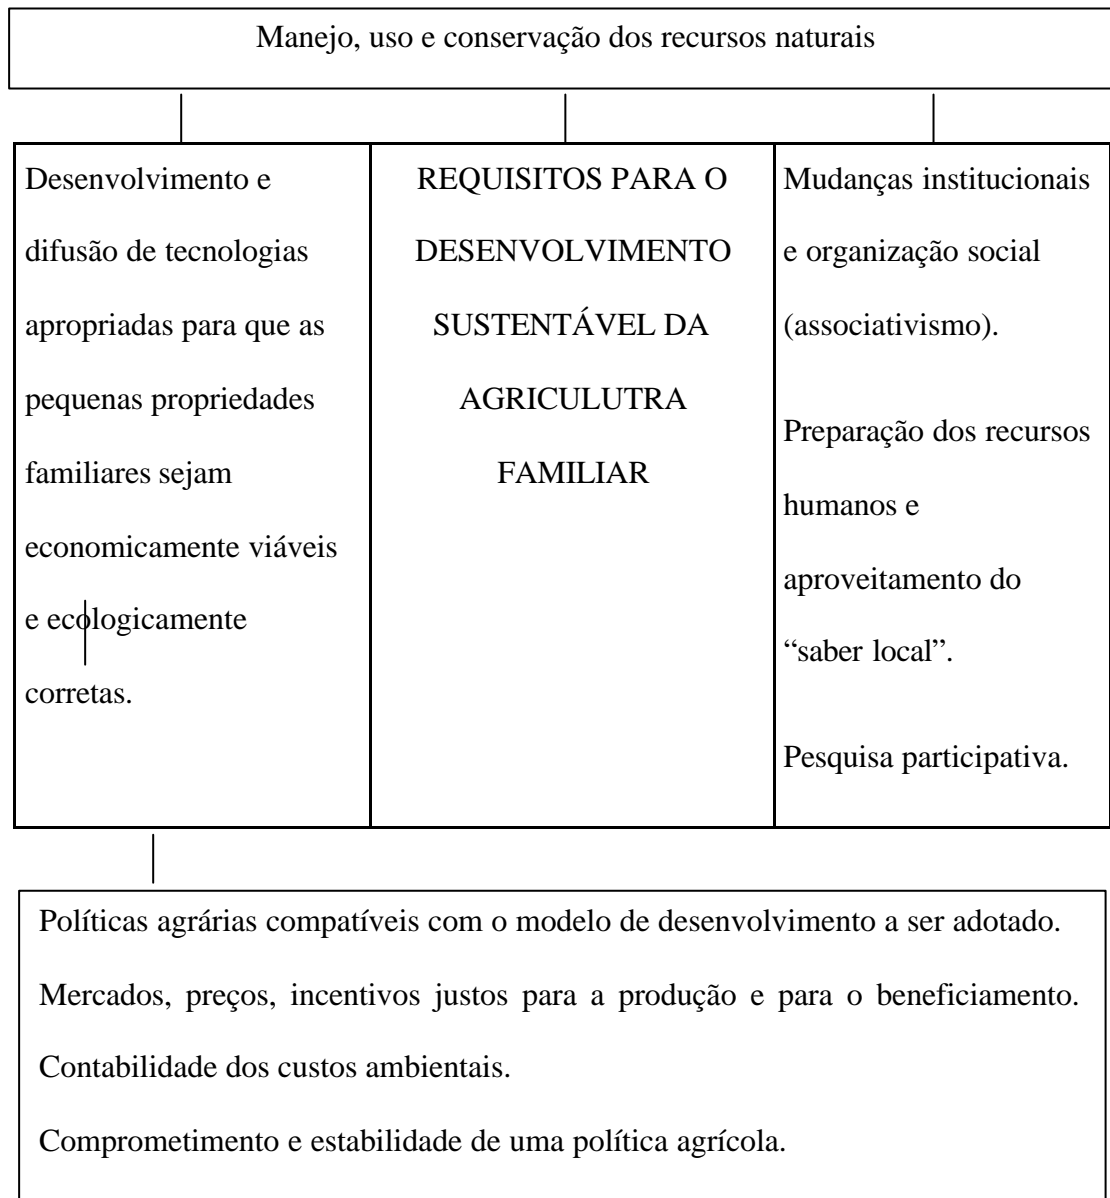 Manejo, uso e conservação dos recursos naturais
Desenvolvimento e
difusão de tecnologias
apropriadas para que as
pequenas propriedades
familiares sejam
economicamente viáveis
e ecologicamente
corretas.
REQUISITOS PARA O
DESENVOLVIMENTO
SUSTENTÁVEL DA
AGRICULUTRA
FAMILIAR
Mudanças institucionais
e organização social
(associativismo).
Preparação dos recursos
humanos e
aproveitamento do
“saber local”.
Pesquisa participativa.
Políticas agrárias compatíveis com o modelo de desenvolvimento a ser adotado.
Mercados, preços, incentivos justos para a produção e para o beneficiamento.
Contabilidade dos custos ambientais.
Comprometimento e estabilidade de uma política agrícola.